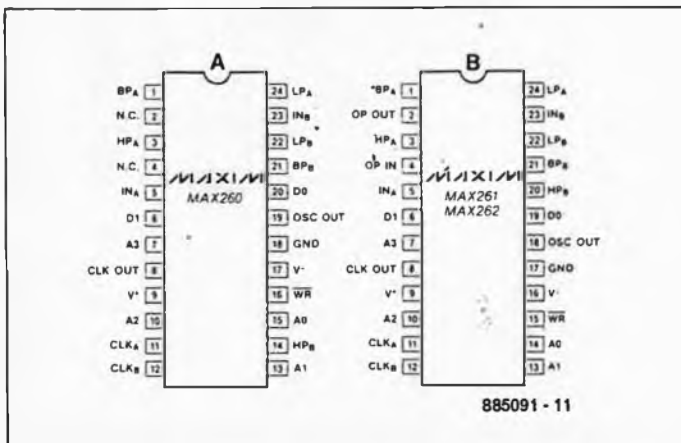 A
BPA 1
N.C. 2
HPA 3
N.C. 4
INA 5
D1 6
A3 7
CLK OUT 8
V+ 9
A2 10
CLKA 11
CLKB 12
MAXIM
MAX260
24 LPA
23 INB
22 LPB
21 BPB
20 D0
19 OSC OUT
18 GND
17 V-
16 WR
15 A0
14 HPB
13 A1
B
BPA 1
OP OUT 2
HPA 3
OP IN 4
INA 5
D1 6
A3 7
CLK OUT 8
V+ 9
A2 10
CLKA 11
CLKB 12
MAXIM
MAX261
MAX262
24 LPA
23 INB
22 LPB
21 BPB
20 HPB
19 D0
18 OSC OUT
17 GND
16 V-
15 WR
14 A0
13 A1
885091 - 11